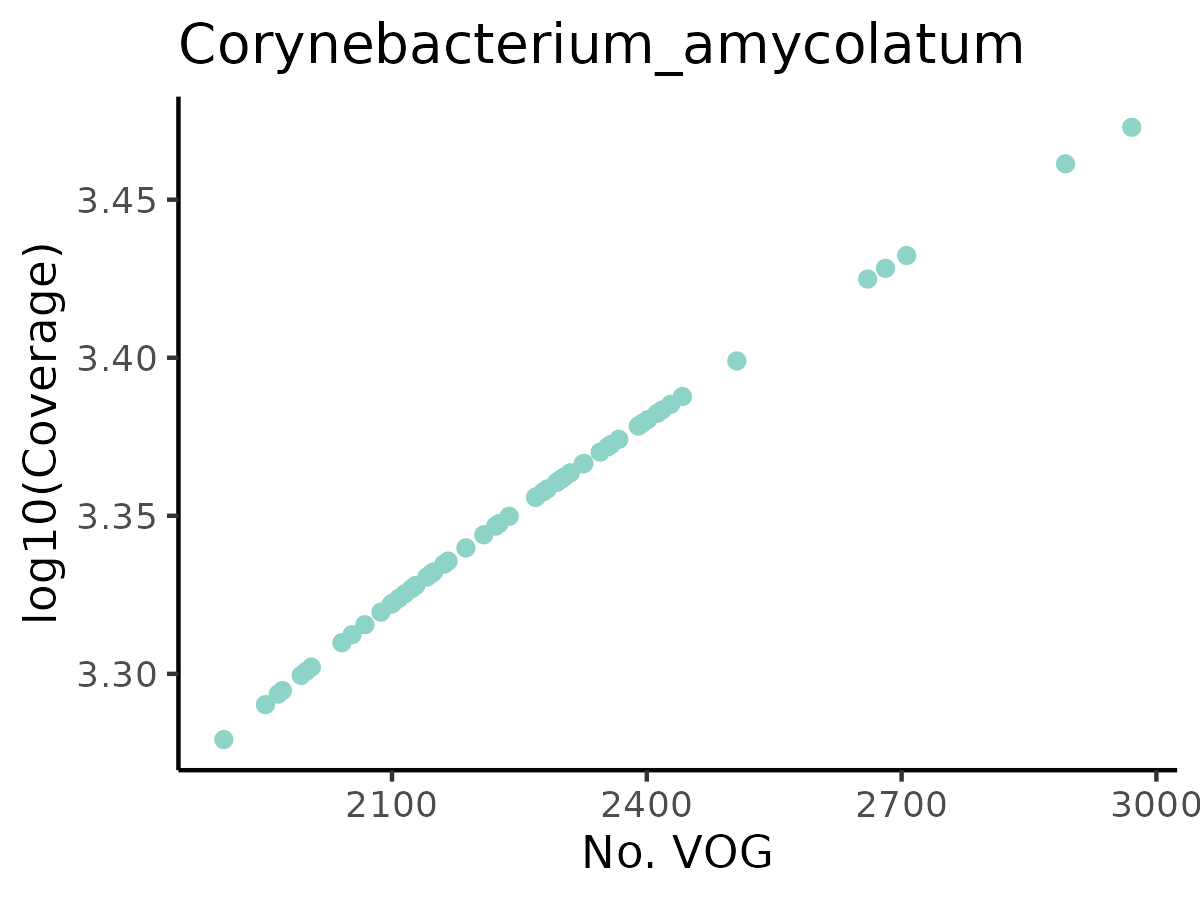 Corynebacterium_amycolatum
log10(Coverage)
3.45
3.40
3.35
3.30
2100 2400 2700 3000
No. VOG